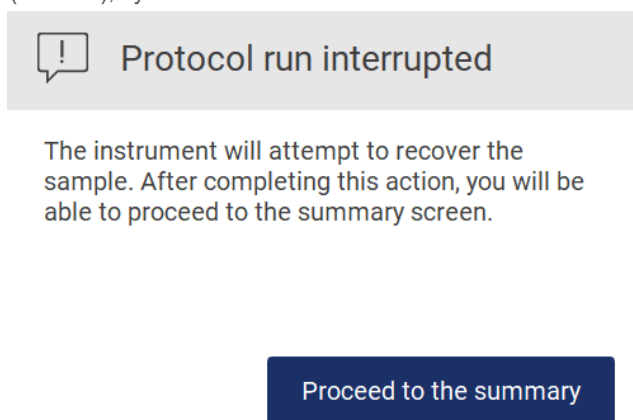 Protocol run interrupted
The instrument will attempt to recover the
sample. After completing this action, you will be
able to proceed to the summary screen.
Proceed to the summary